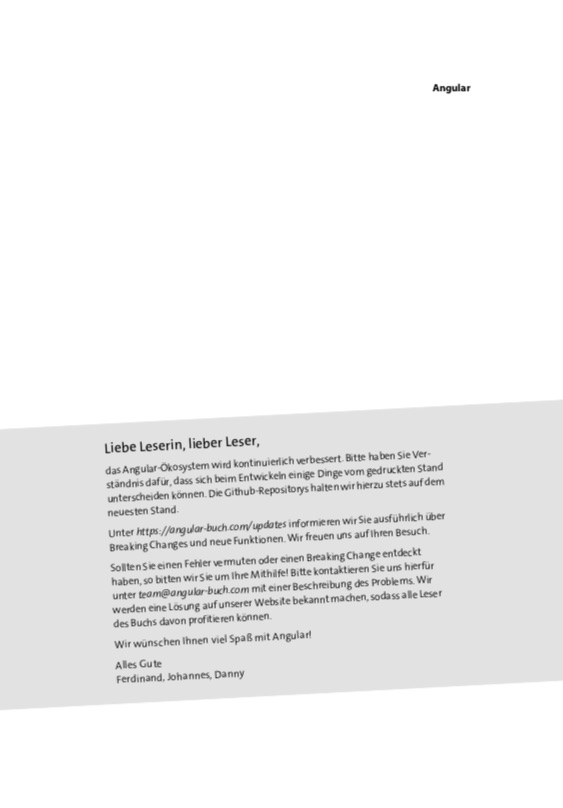 Angular
Liebe Leserin, lieber Leser,
das Angular-Ökosystem wird kontinuierlich verbessert. Bitte haben Sie Ver-
ständnis dafür, dass sich beim Entwickeln einige Dinge vom gedruckten Stand
unterscheiden können. Die Github-Repositorys halten wir hierzu stets auf dem
neuesten Stand.
Unter https://angular-buch.com/updates informieren wir Sie ausführlich über
Breaking Changes und neue Funktionen. Wir freuen uns auf Ihren Besuch.
Sollten Sie einen Fehler vermuten oder einen Breaking Change entdeckt
haben, so bitten wir Sie um Ihre Mithilfe! Bitte kontaktieren Sie uns hierfür
unter team@angular-buch.com mit einer Beschreibung des Problems. Wir
werden eine Lösung auf unserer Website bekannt machen, sodass alle Leser
des Buchs davon profitieren können.
Wir wünschen Ihnen viel Spaß mit Angular!
Alles Gute
Ferdinand, Johannes, Danny